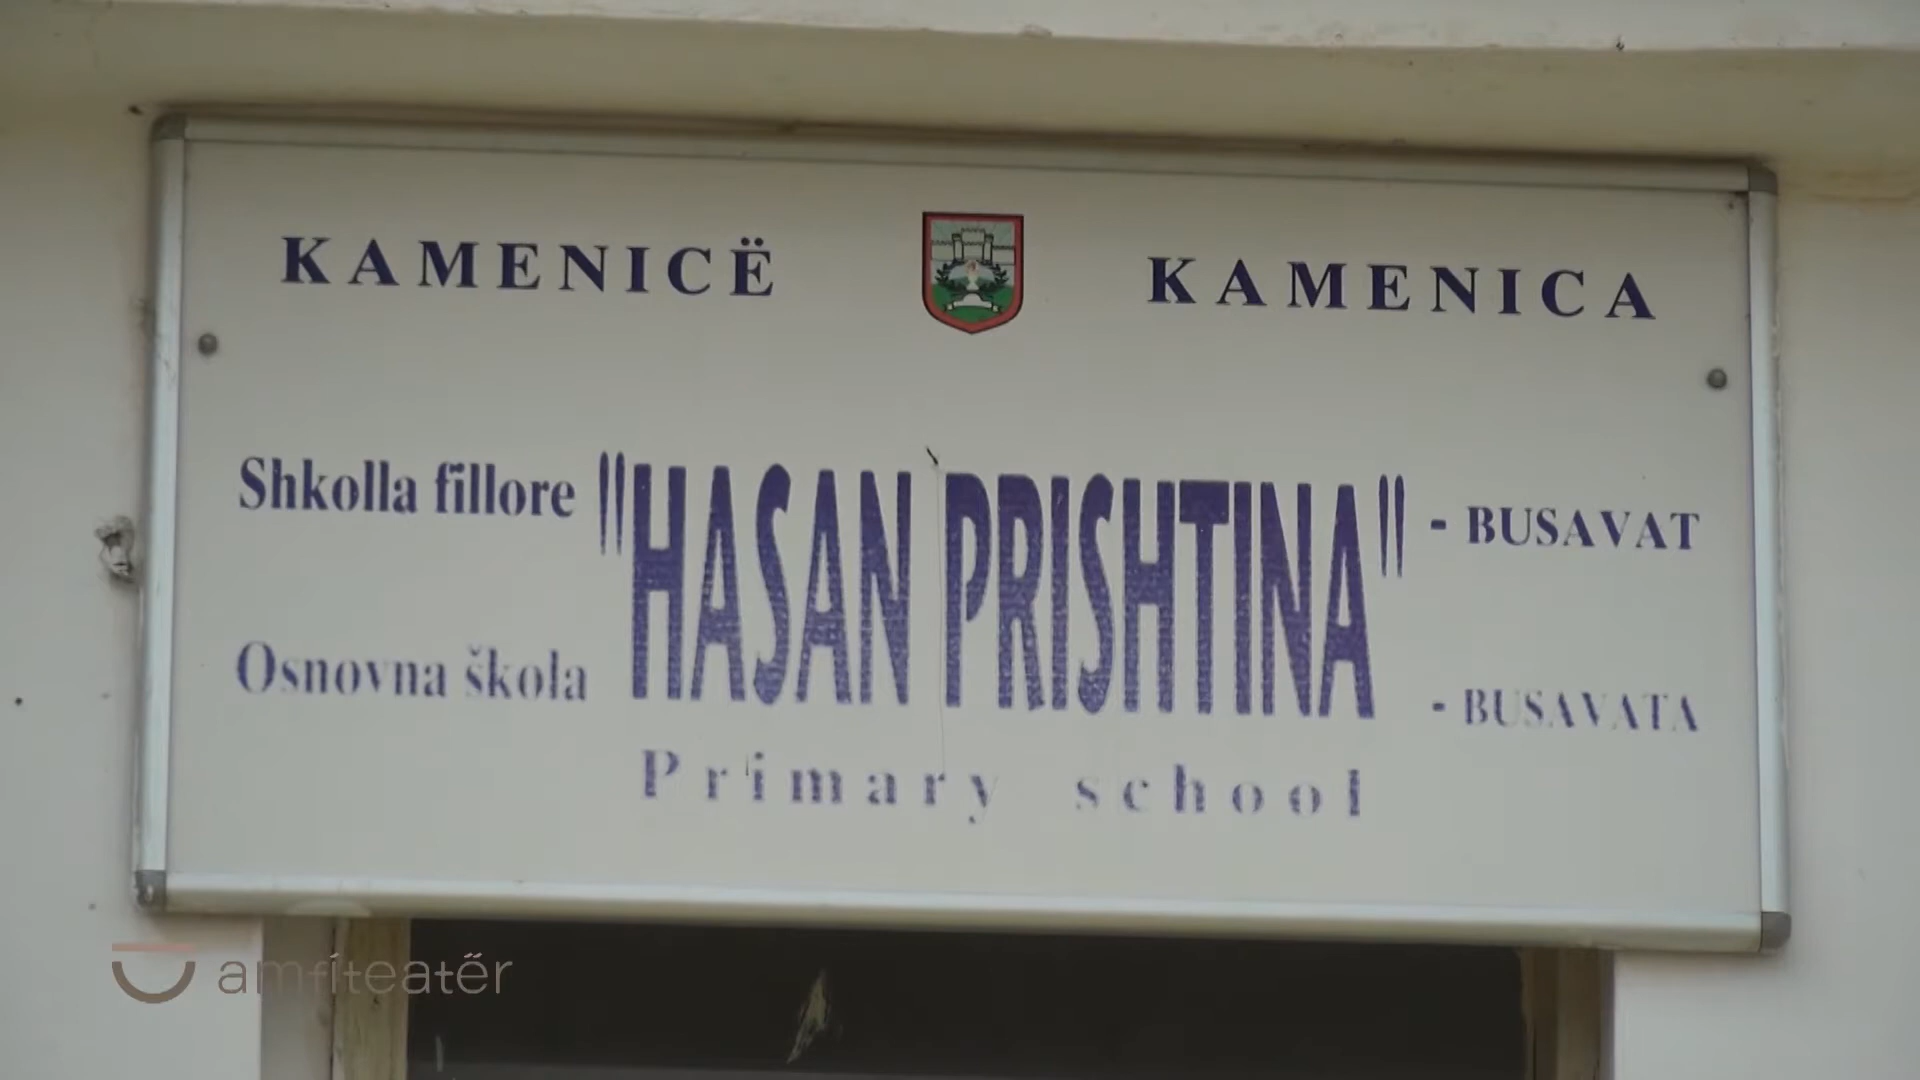 KAMENICË KAMENICA
Shkolla fillore "HASAN PRISHTINA" - BUSAVAT
Osnovna škola - BUSAVATA
Primary school
amfiteatër